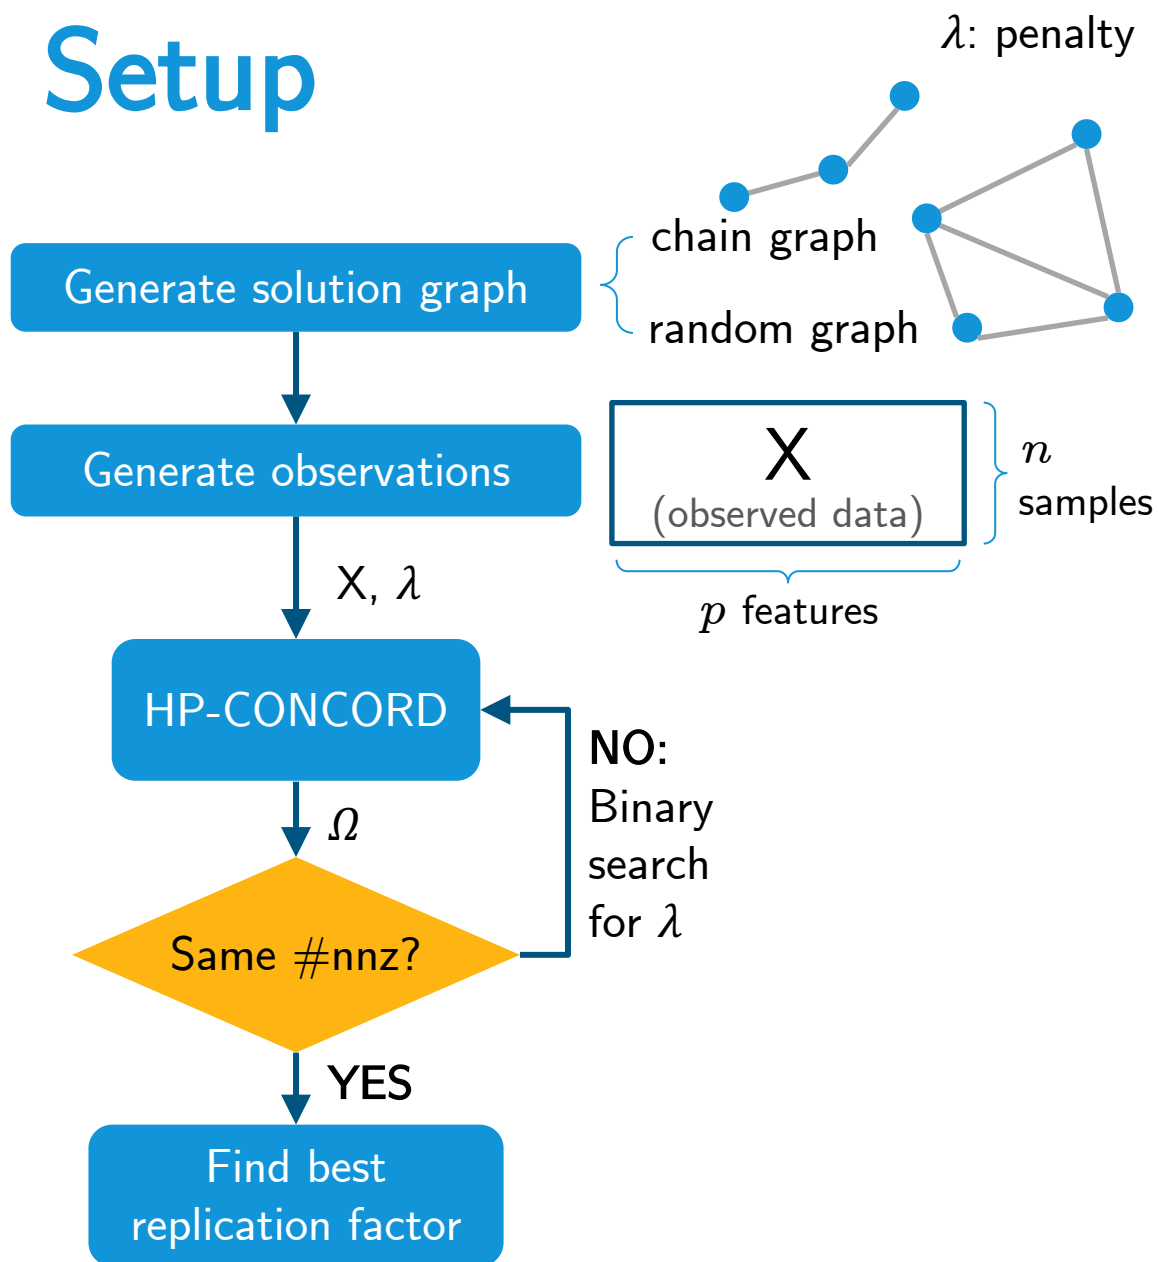 Setup
λ: penalty
chain graph
Generate solution graph
random graph
Generate observations
X
(observed data)
n
samples
p features
X, λ
HP-CONCORD
NO:
Binary
search
for λ
Ω
Same #nnz?
YES
Find best
replication factor